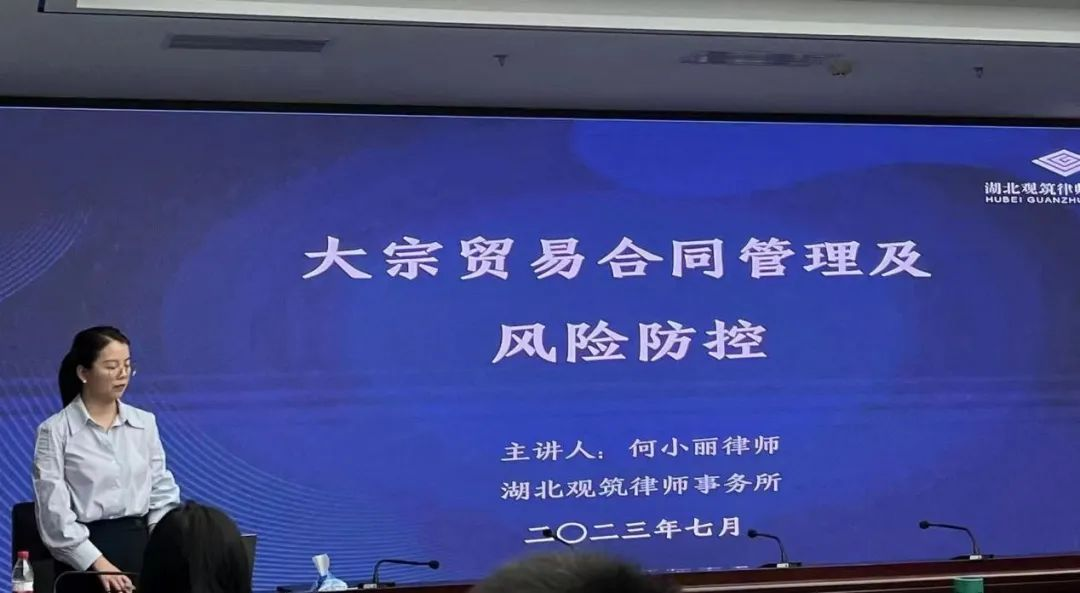 湖北观筑律师
HUBEI GUANZHU
大宗贸易合同管理及
风险防控
主讲人：何小丽律师
湖北观筑律师事务所
二〇二三年七月